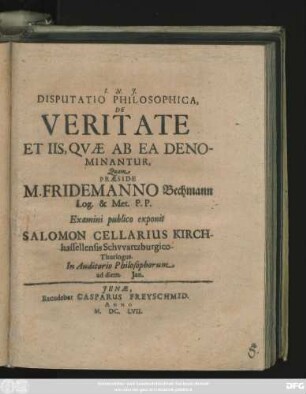 I. N. J.
DISPUTATIO PHILOSOPHICA,
DE
VERITATE
ET IIS, QVÆ AB EA DENO-
MINANTUR,
Quam
PRÆSIDE
M. FRIDEMANNO Bechmann
Log. & Met. P. P.
Examini publico exponit
SALOMON CELLARIUS KIRCH-
hassellensis Schvvartzburgico-
Thuringus.
In Auditorio Philosophorum
ad diem Jan.
JENÆ,
Excudebat CASPARUS FREYSCHMID.
Anno
M. DC. LVII.